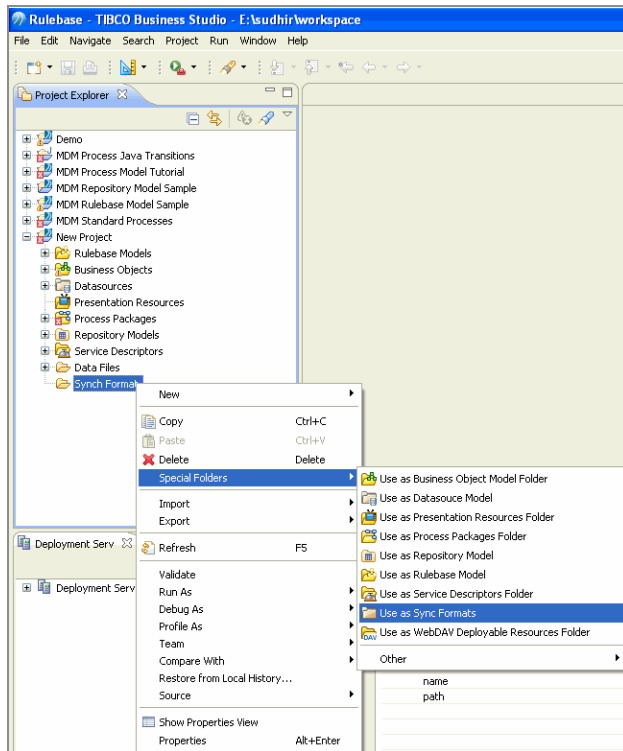 Rulebase - TIBCO Business Studio - E:\sudhir\workspace
File Edit Navigate Search Project Run Window Help
Project Explorer
Demo
MDM Process Java Transitions
MDM Process Model Tutorial
MDM Repository Model Sample
MDM Rulebase Model Sample
MDM Standard Processes
New Project
Rulebase Models
Business Objects
Datasources
Presentation Resources
Process Packages
Repository Models
Service Descriptors
Data Files
Synch Format
New
Copy Ctrl+C
Paste Ctrl+V
Delete Delete
Special Folders
Import
Export
Refresh F5
Validate
Run As
Debug As
Profile As
Team
Compare With
Restore from Local History...
Source
Show Properties View
Properties Alt+Enter
Use as Business Object Model Folder
Use as Datasouce Model
Use as Presentation Resources Folder
Use as Process Packages Folder
Use as Repository Model
Use as Rulebase Model
Use as Service Descriptors Folder
Use as Sync Formats
DAV Use as WebDAV Deployable Resources Folder
Other
Deployment Serv
Deployment Serv
name
path